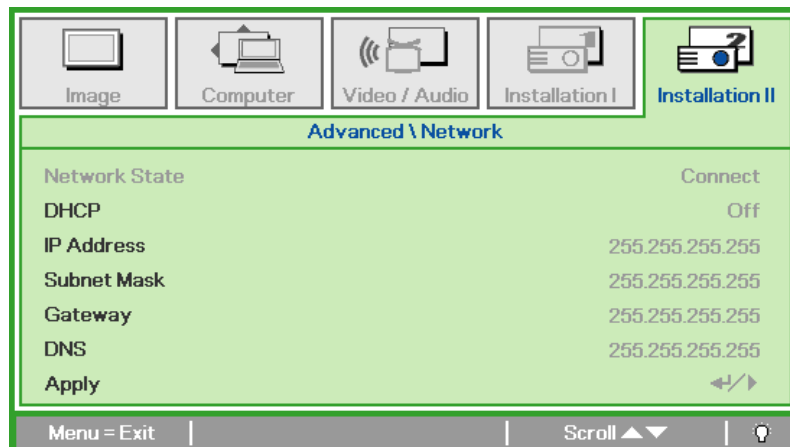 Image Computer Video / Audio Installation I Installation II
Advanced \ Network
Network State Connect
DHCP Off
IP Address 255.255.255.255
Subnet Mask 255.255.255.255
Gateway 255.255.255.255
DNS 255.255.255.255
Apply
Menu = Exit Scroll